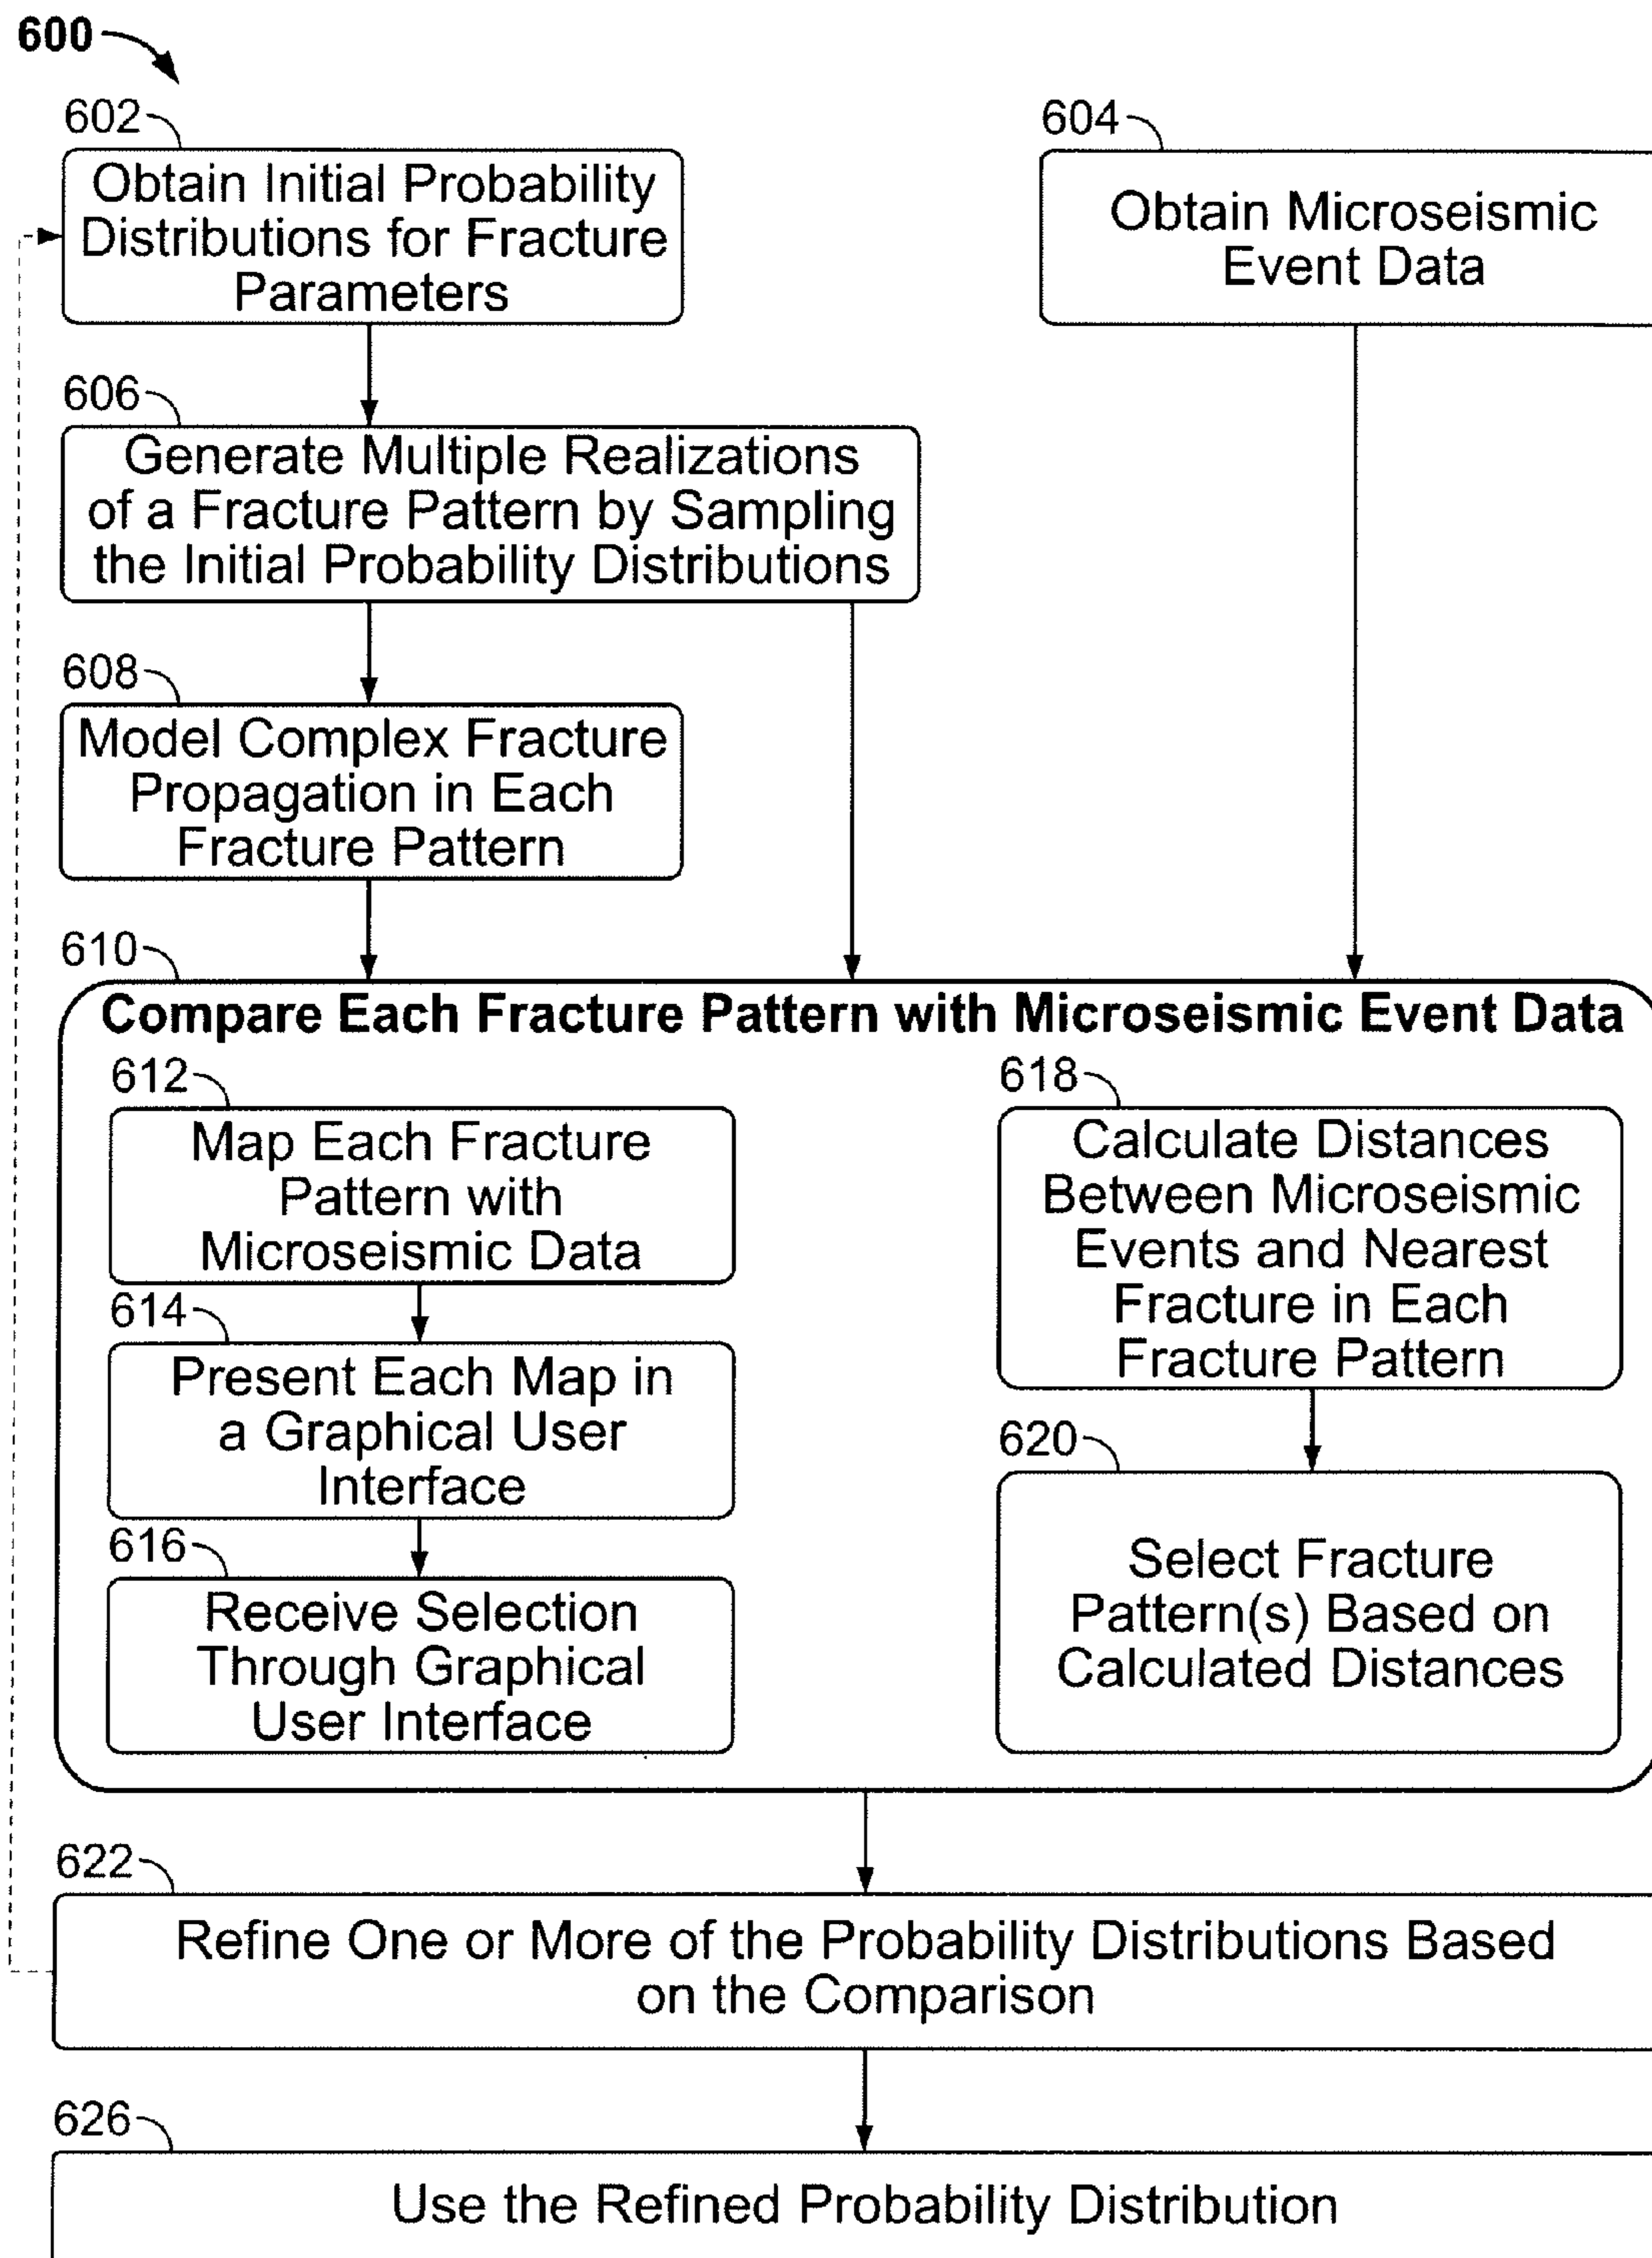 600
602
Obtain Initial Probability
Distributions for Fracture
Parameters
604
Obtain Microseismic
Event Data
606
Generate Multiple Realizations
of a Fracture Pattern by Sampling
the Initial Probability Distributions
608
Model Complex Fracture
Propagation in Each
Fracture Pattern
610
Compare Each Fracture Pattern with Microseismic Event Data
612
Map Each Fracture
Pattern with
Microseismic Data
614
Present Each Map in
a Graphical User
Interface
616
Receive Selection
Through Graphical
User Interface
618
Calculate Distances
Between Microseismic
Events and Nearest
Fracture in Each
Fracture Pattern
620
Select Fracture
Pattern(s) Based on
Calculated Distances
622
Refine One or More of the Probability Distributions Based
on the Comparison
626
Use the Refined Probability Distribution